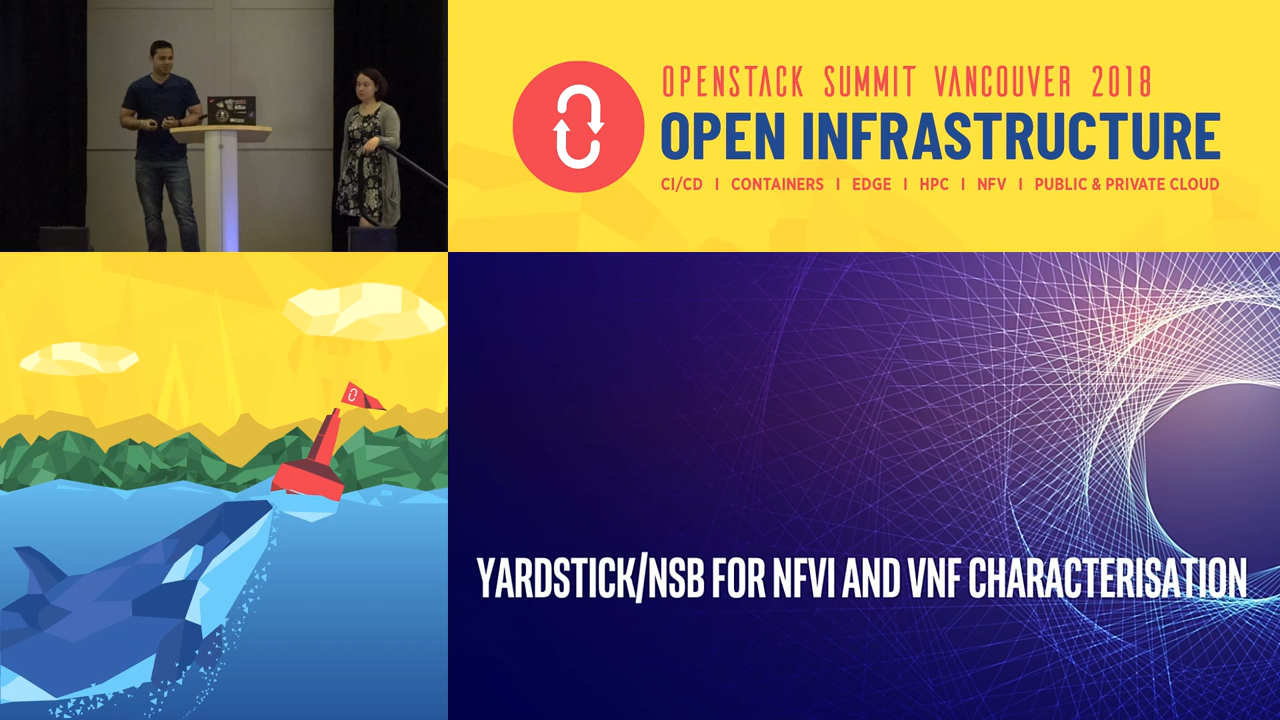 OPENSTACK SUMMIT VANCOUVER 2018
OPEN INFRASTRUCTURE
CI/CD | CONTAINERS | EDGE | HPC | NFV | PUBLIC & PRIVATE CLOUD
YARDSTICK/NSB FOR NFVI AND VNF CHARACTERISATION